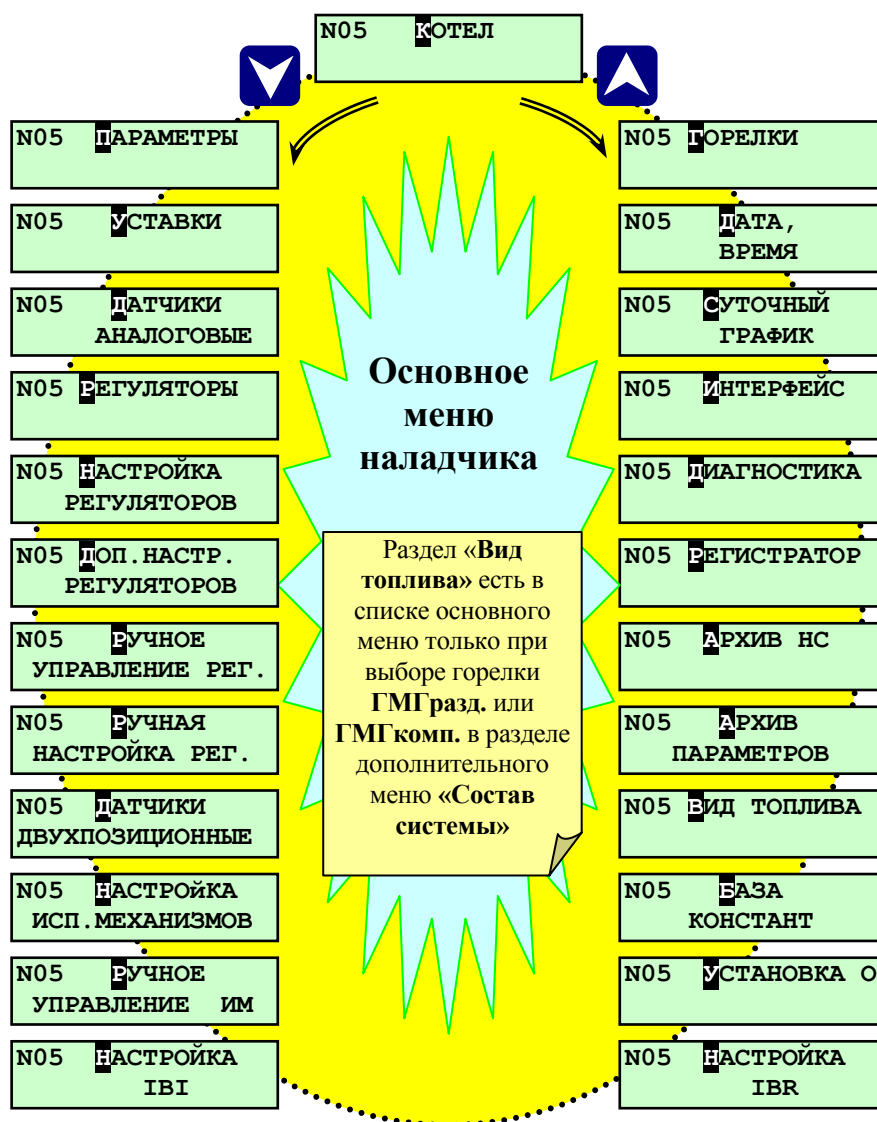 N05 КОТЕЛ
N05 ПАРАМЕТРЫ
N05 УСТАВКИ
N05 ДАТЧИКИ
АНАЛОГОВЫЕ
N05 РЕГУЛЯТОРЫ
N05 НАСТРОЙКА
РЕГУЛЯТОРОВ
N05 ДОП.НАСТР.
РЕГУЛЯТОРОВ
N05 РУЧНОЕ
УПРАВЛЕНИЕ РЕГ.
N05 РУЧНАЯ
НАСТРОЙКА РЕГ.
N05 ДАТЧИКИ
ДВУХПОЗИЦИОННЫЕ
N05 НАСТРОйКА
ИСП.МЕХАНИЗМОВ
N05 РУЧНОЕ
УПРАВЛЕНИЕ ИМ
N05 НАСТРОЙКА
IBI
Основное
меню
наладчика
Раздел «Вид
топлива» есть в
списке основного
меню только при
выборе горелки
ГМГразд. или
ГМГкомп. в разделе
дополнительного
меню «Состав
системы»
N05 ГОРЕЛКИ
N05 ДАТА,
ВРЕМЯ
N05 СУТОЧНЫЙ
ГРАФИК
N05 ИНТЕРФЕЙС
N05 ДИАГНОСТИКА
N05 РЕГИСТРАТОР
N05 АРХИВ НС
N05 АРХИВ
ПАРАМЕТРОВ
N05 ВИД ТОПЛИВА
N05 БАЗА
КОНСТАНТ
N05 УСТАНОВКА О
N05 НАСТРОЙКА
IBR